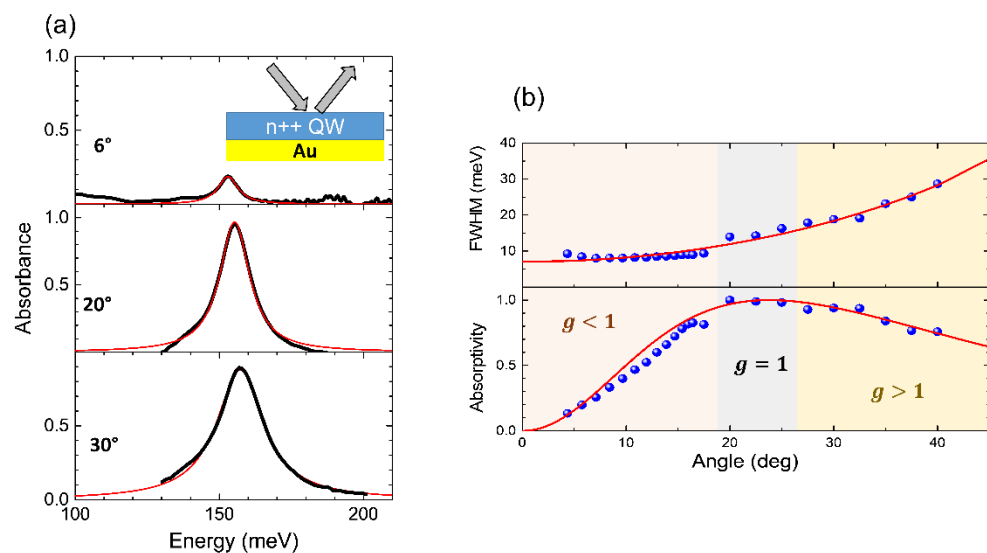 (a)
1.0
0.5
6°
n++ QW
Au
1.0
0.5
20°
Absorbance
0.5
30°
0.0
100
150
200
Energy (meV)
(b)
40
30
20
10
FWHM (meV)
1.0
0.5
0.0
Absorptivity
g < 1
g = 1
g > 1
0
10
20
30
40
Angle (deg)